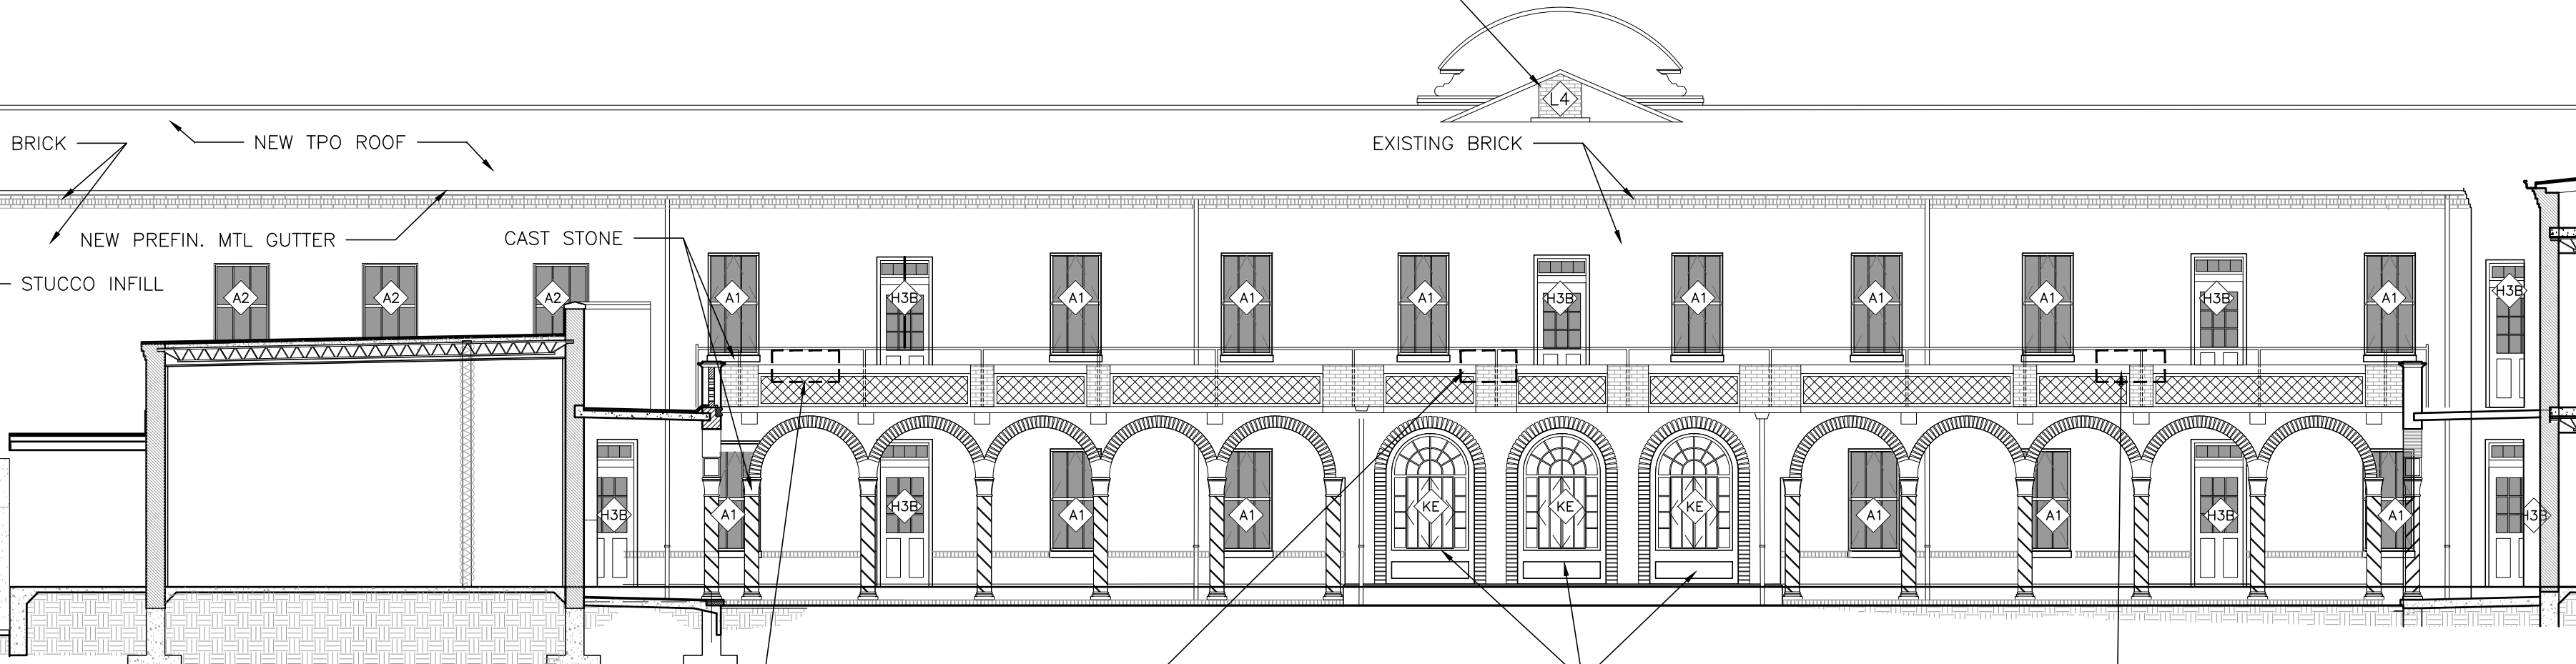 L4
BRICK
NEW TPO ROOF
EXISTING BRICK
NEW PREFIN. MTL GUTTER
CAST STONE
STUCCO INFILL
A2 A2 A2 A1 H3B A1 A1 A1 H3B A1 A1 A1 H3B A1 H3B
H3B A1 H3B A1 A1 KE KE KE A1 A1 H3B A1 H3B